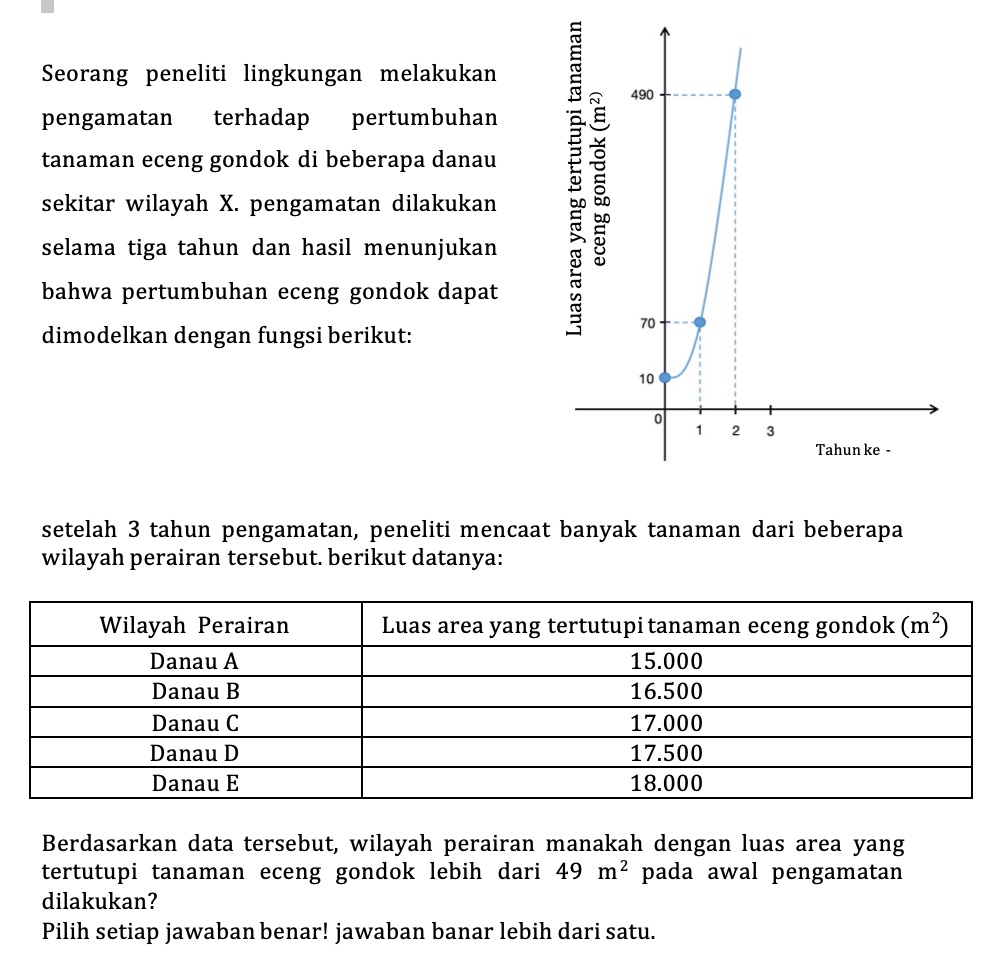 Seorang peneliti lingkungan melakukan
pengamatan terhadap pertumbuhan
tanaman eceng gondok di beberapa danau
sekitar wilayah X. pengamatan dilakukan
selama tiga tahun dan hasil menunjukan
bahwa pertumbuhan eceng gondok dapat
dimodelkan dengan fungsi berikut:
Luas area yang tertutupi tanaman
eceng gondok (m²)
490
70
10
0
1 2 3
Tahun ke -
setelah 3 tahun pengamatan, peneliti mencaat banyak tanaman dari beberapa
wilayah perairan tersebut. berikut datanya:
Wilayah Perairan Luas area yang tertutupi tanaman eceng gondok (m²)
Danau A 15.000
Danau B 16.500
Danau C 17.000
Danau D 17.500
Danau E 18.000
Berdasarkan data tersebut, wilayah perairan manakah dengan luas area yang
tertutupi tanaman eceng gondok lebih dari 49 m² pada awal pengamatan
dilakukan?
Pilih setiap jawaban benar! jawaban banar lebih dari satu.